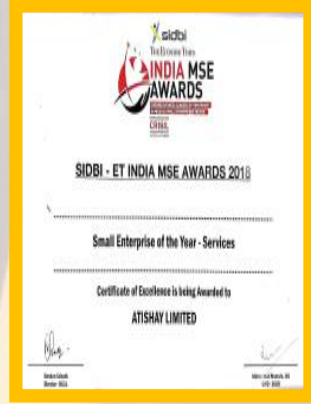 sidbi
The Economic Times
INDIA MSE
AWARDS
CRISIL
SIDBI - ET INDIA MSE AWARDS 2018
Small Enterprise of the Year - Services
Certificate of Excellence is being Awarded to
ATISHAY LIMITED